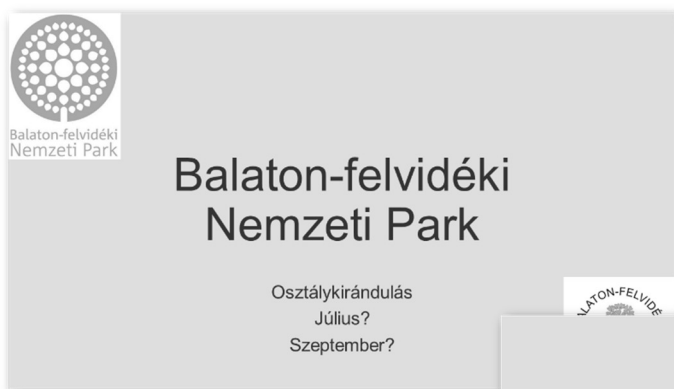 Balaton-felvidéki
Nemzeti Park
Balaton-felvidéki
Nemzeti Park
Osztálykirándulás
Július?
Szeptember?